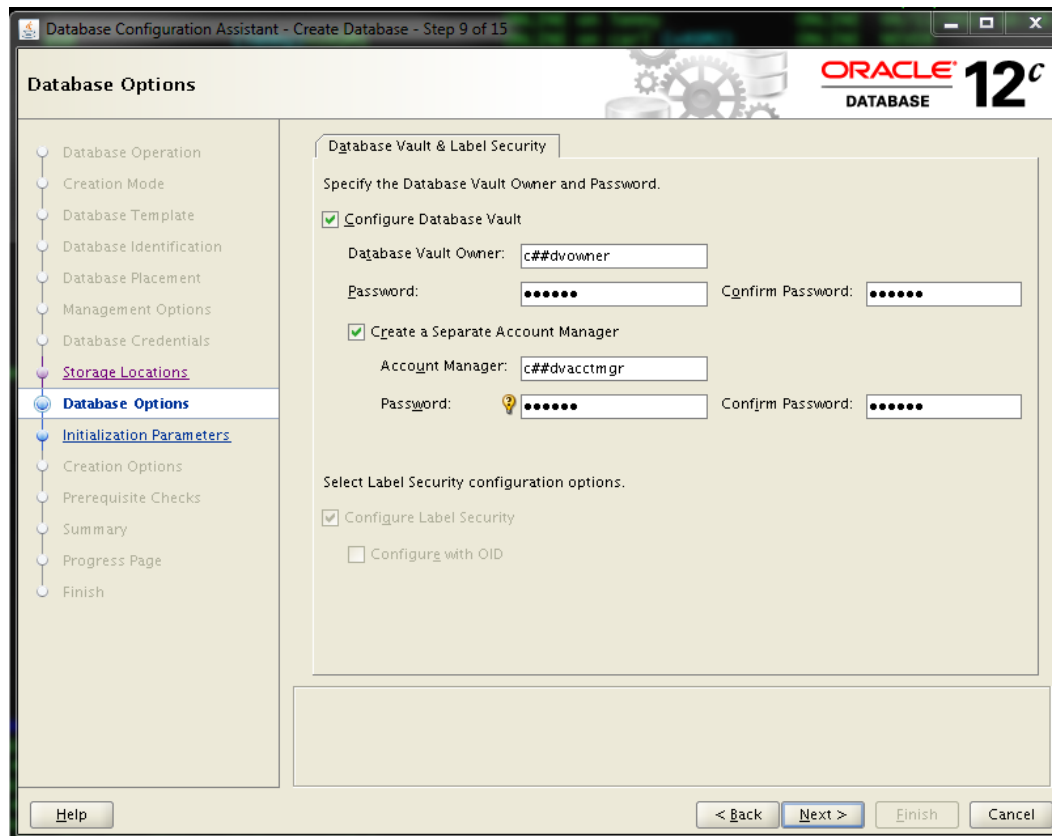 Database Configuration Assistant - Create Database - Step 9 of 15
Database Options
ORACLE
DATABASE
12c
Database Operation
Creation Mode
Database Template
Database Identification
Database Placement
Management Options
Database Credentials
Storage Locations
Database Options
Initialization Parameters
Creation Options
Prerequisite Checks
Summary
Progress Page
Finish
Database Vault & Label Security
Specify the Database Vault Owner and Password.
Configure Database Vault
Database Vault Owner: c##dvowner
Password: •••••• Confirm Password: ••••••
Create a Separate Account Manager
Account Manager: c##dvacctmgr
Password: •••••• Confirm Password: ••••••
Select Label Security configuration options.
Configure Label Security
Configure with OID
Help < Back Next > Finish Cancel